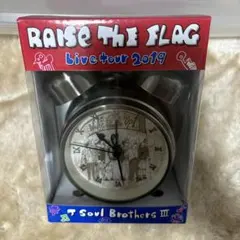 RAISE THE FLAG
Live tour 2019
J Soul Brothers III